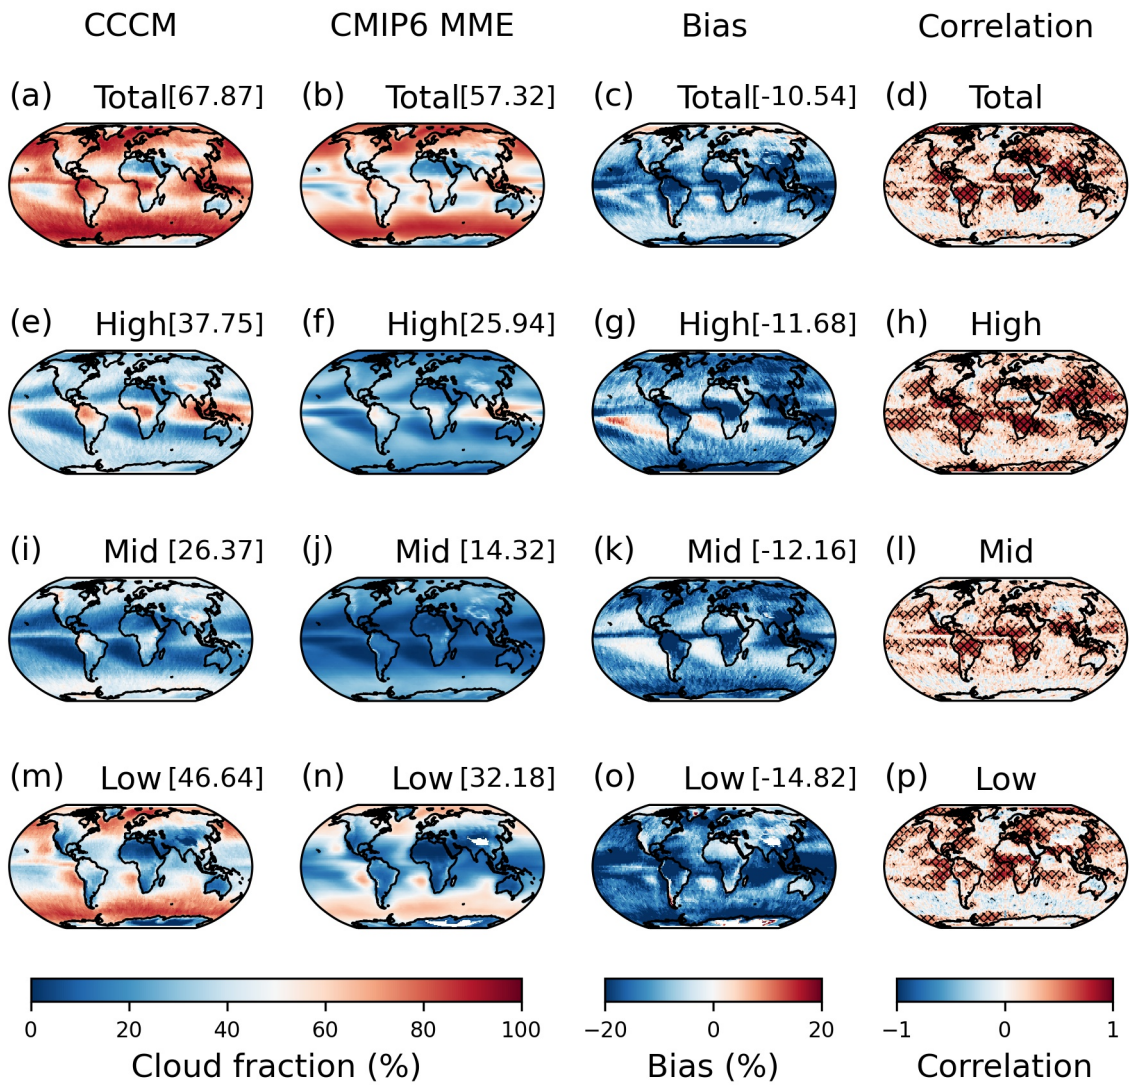 CCCM CMIP6 MME Bias Correlation
(a) Total[67.87] (b) Total[57.32] (c) Total[-10.54] (d) Total
(e) High[37.75] (f) High[25.94] (g) High[-11.68] (h) High
(i) Mid [26.37] (j) Mid [14.32] (k) Mid [-12.16] (l) Mid
(m) Low [46.64] (n) Low [32.18] (o) Low [-14.82] (p) Low
0 20 40 60 80 100 −20 0 20 −1 0 1
Cloud fraction (%) Bias (%) Correlation